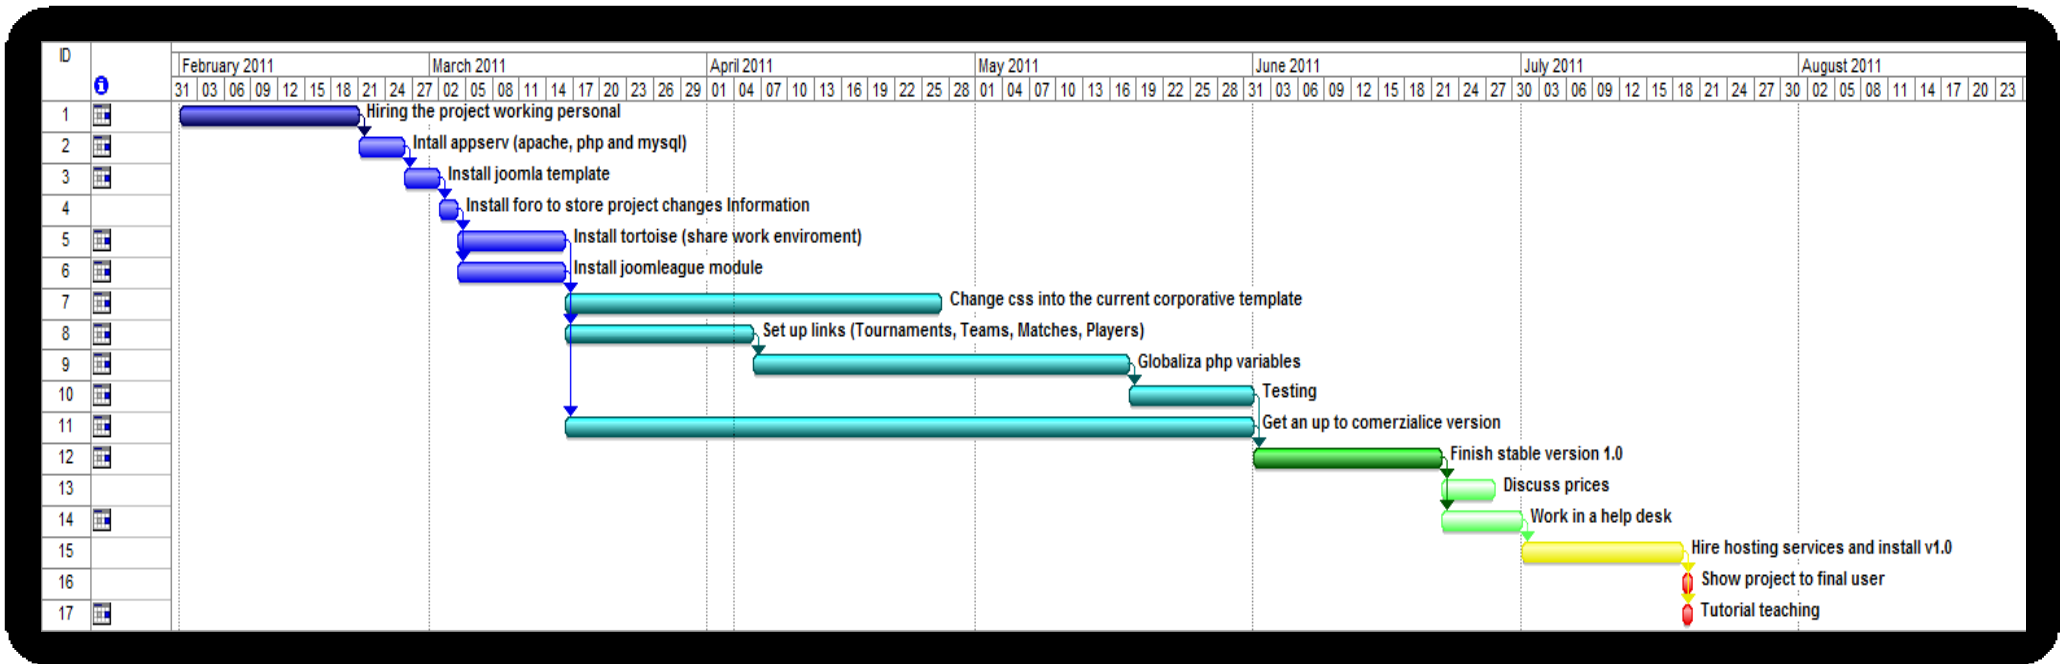 ID
February 2011 March 2011 April 2011 May 2011 June 2011 July 2011 August 2011
31 03 06 09 12 15 18 21 24 27 02 05 08 11 14 17 20 23 26 29 01 04 07 10 13 16 19 22 25 28 01 04 07 10 13 16 19 22 25 28 31 03 06 09 12 15 18 21 24 27 30 03 06 09 12 15 18 21 24 27 30 02 05 08 11 14 17 20 23
1 Hiring the project working personal
2 Intall appserv (apache, php and mysql)
3 Install joomla template
4 Install foro to store project changes Information
5 Install tortoise (share work enviroment)
6 Install joomleague module
7 Change css into the current corporative template
8 Set up links (Tournaments, Teams, Matches, Players)
9 Globaliza php variables
10 Testing
11 Get an up to comerzialice version
12 Finish stable version 1.0
13 Discuss prices
14 Work in a help desk
15 Hire hosting services and install v1.0
16 Show project to final user
17 Tutorial teaching